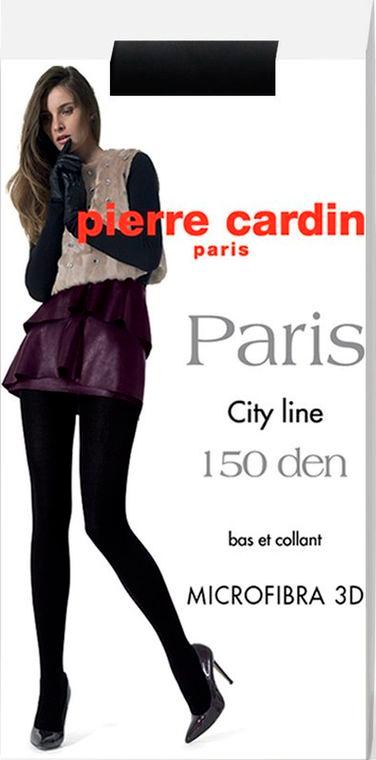 pierre cardin
paris
Paris
City line
150 den
bas et collant
MICROFIBRA 3D